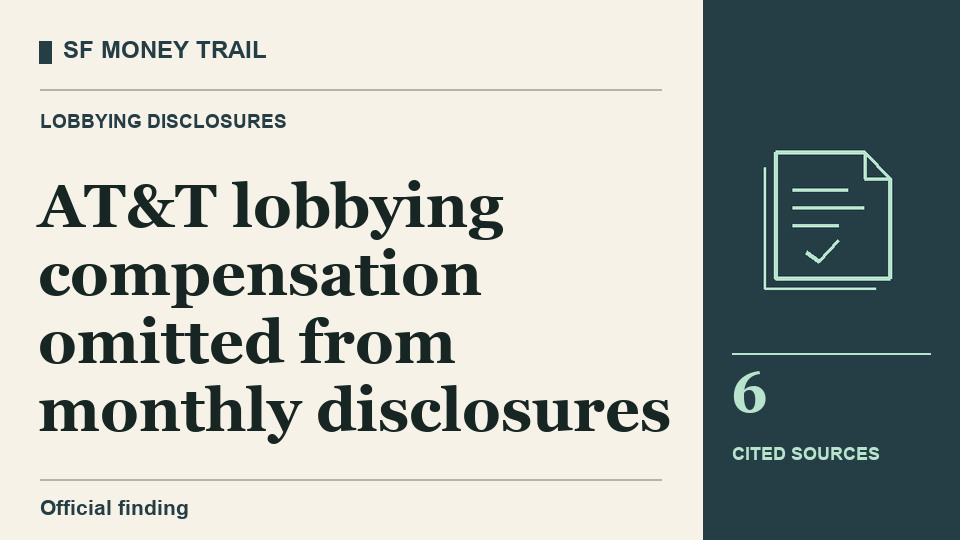 SF MONEY TRAIL
LOBBYING DISCLOSURES
AT&T lobbying
compensation
omitted from
monthly disclosures
Official finding
6
CITED SOURCES